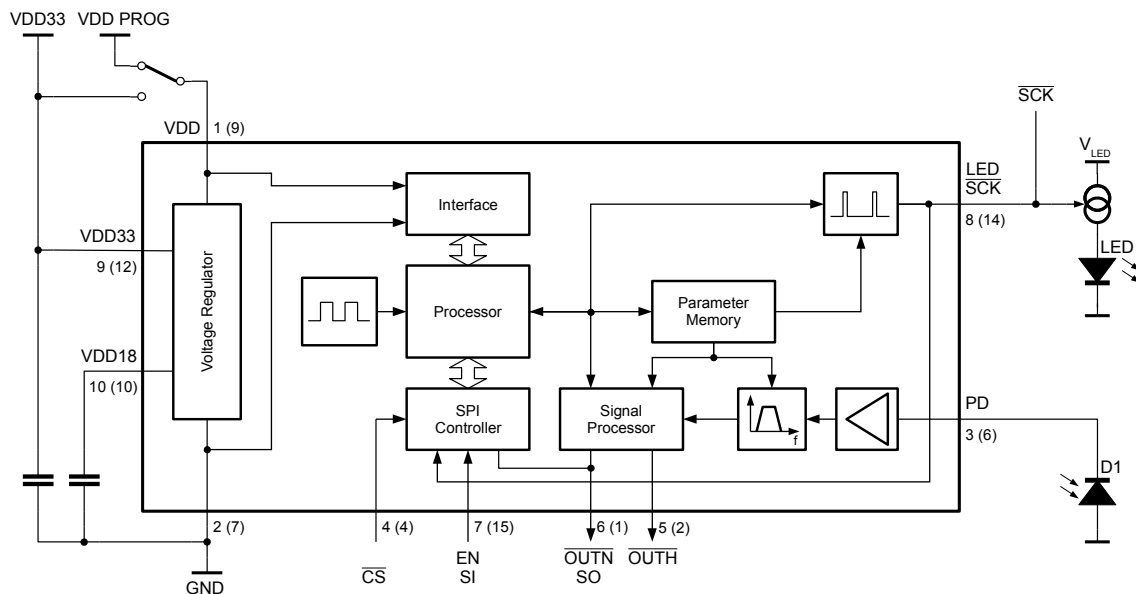 VDD33
VDD PROG
VDD
1 (9)
SCK
V LED
LED
SCK
8 (14)
Interface
VDD33
9 (12)
Voltage Regulator
Processor
Parameter
Memory
LED
VDD18
10 (10)
SPI
Controller
Signal
Processor
f
PD
3 (6)
D1
2 (7)
4 (4)
7 (15)
6 (1)
5 (2)
GND
CS
EN
SI
OUTN
SO
OUTH